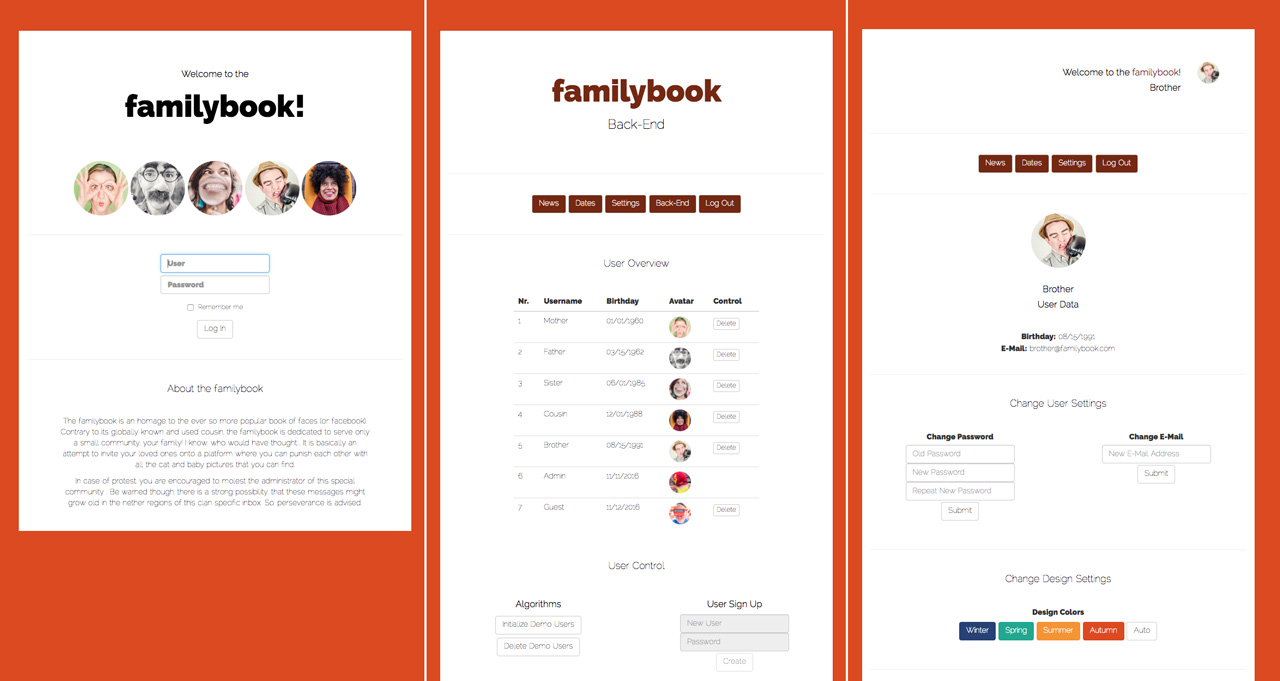 Welcome to the
familybook!
User
Password
Remember me
Log in
About the familybook
The familybook is an homage to the ever so more popular book of faces (or facebook)!
Contrary to its globally known and used cousin, the familybook is dedicated to serve only
a small community, your family! I know, who would have thought. It is basically an
attempt to invite your loved ones onto a platform where you can punish each other with
all the cat and baby pictures that you can find.
In case of protest, you are encouraged to molest the administrator of this special
community. Be warned though there is a strong possiblity, that these messages might
grow old in the nether regions of this clan specific inbox. So, perseverance is advised.
familybook
Back-End
News Dates Settings Back-End Log Out
User Overview
Nr. Username Birthday Avatar Control
1 Mother 01/01/1960 Delete
2 Father 03/15/1962 Delete
3 Sister 06/01/1985 Delete
4 Cousin 12/01/1988 Delete
5 Brother 08/15/1991 Delete
6 Admin 11/11/2016
7 Guest 11/12/2016 Delete
User Control
Algorithms
Initialize Demo Users
Delete Demo Users
User Sign Up
New User
Password
Create
Welcome to the familybook!
Brother
News Dates Settings Log Out
Brother
User Data
Birthday: 08/15/1991
E-Mail: brother@familybook.com
Change User Settings
Change Password
Old Password
New Password
Repeat New Password
Submit
Change E-Mail
New E-Mail Address
Submit
Change Design Settings
Design Colors
Winter Spring Summer Autumn Auto